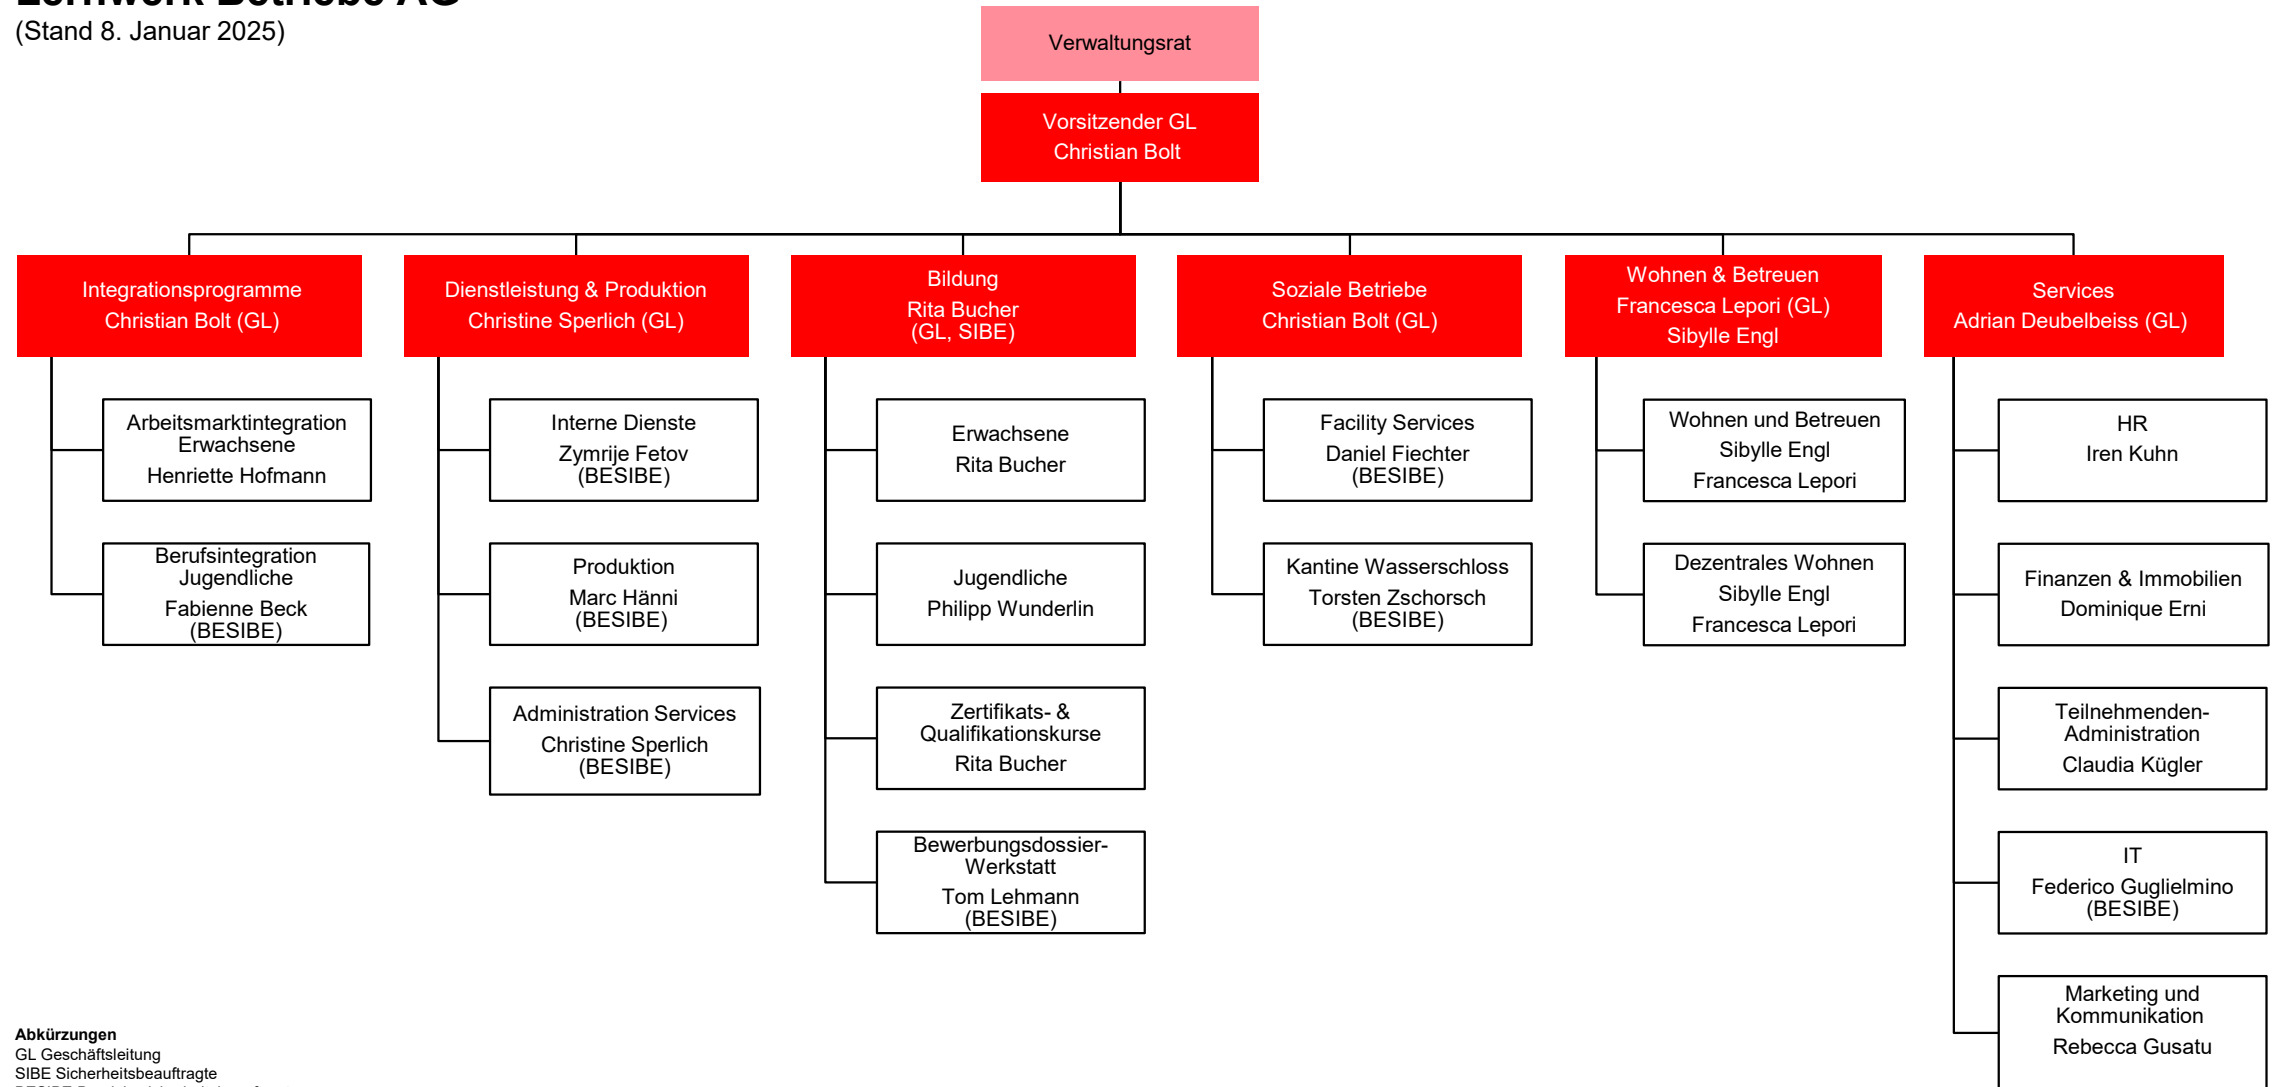 (Stand 8. Januar 2025)
Verwaltungsrat
Vorsitzender GL
Christian Bolt
Integrationsprogramme
Christian Bolt (GL)
Dienstleistung & Produktion
Christine Sperlich (GL)
Bildung
Rita Bucher
(GL, SIBE)
Soziale Betriebe
Christian Bolt (GL)
Wohnen & Betreuen
Francesca Lepori (GL)
Sibylle Engl
Services
Adrian Deubelbeiss (GL)
Arbeitsmarktintegration
Erwachsene
Henriette Hofmann
Berufsintegration
Jugendliche
Fabienne Beck
(BESIBE)
Interne Dienste
Zymrije Fetov
(BESIBE)
Produktion
Marc Hänni
(BESIBE)
Administration Services
Christine Sperlich
(BESIBE)
Erwachsene
Rita Bucher
Jugendliche
Philipp Wunderlin
Zertifikats- &
Qualifikationskurse
Rita Bucher
Bewerbungsdossier-
Werkstatt
Tom Lehmann
(BESIBE)
Facility Services
Daniel Fiechter
(BESIBE)
Kantine Wasserschloss
Torsten Zschorsch
(BESIBE)
Wohnen und Betreuen
Sibylle Engl
Francesca Lepori
Dezentrales Wohnen
Sibylle Engl
Francesca Lepori
HR
Iren Kuhn
Finanzen & Immobilien
Dominique Erni
Teilnehmenden-
Administration
Claudia Kügler
IT
Federico Guglielmino
(BESIBE)
Marketing und
Kommunikation
Rebecca Gusatu
Abkürzungen
GL Geschäftsleitung
SIBE Sicherheitsbeauftragte